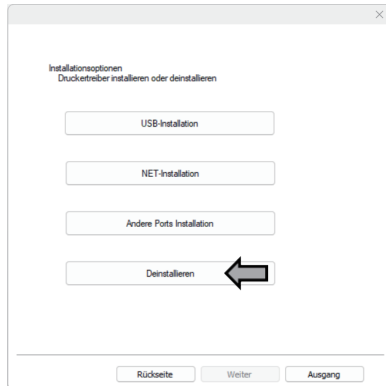 Installationsoptionen
Druckertreiber installieren oder deinstallieren
USB-Installation
NET-Installation
Andere Ports Installation
Deinstallieren
Rückseite Weiter Ausgang